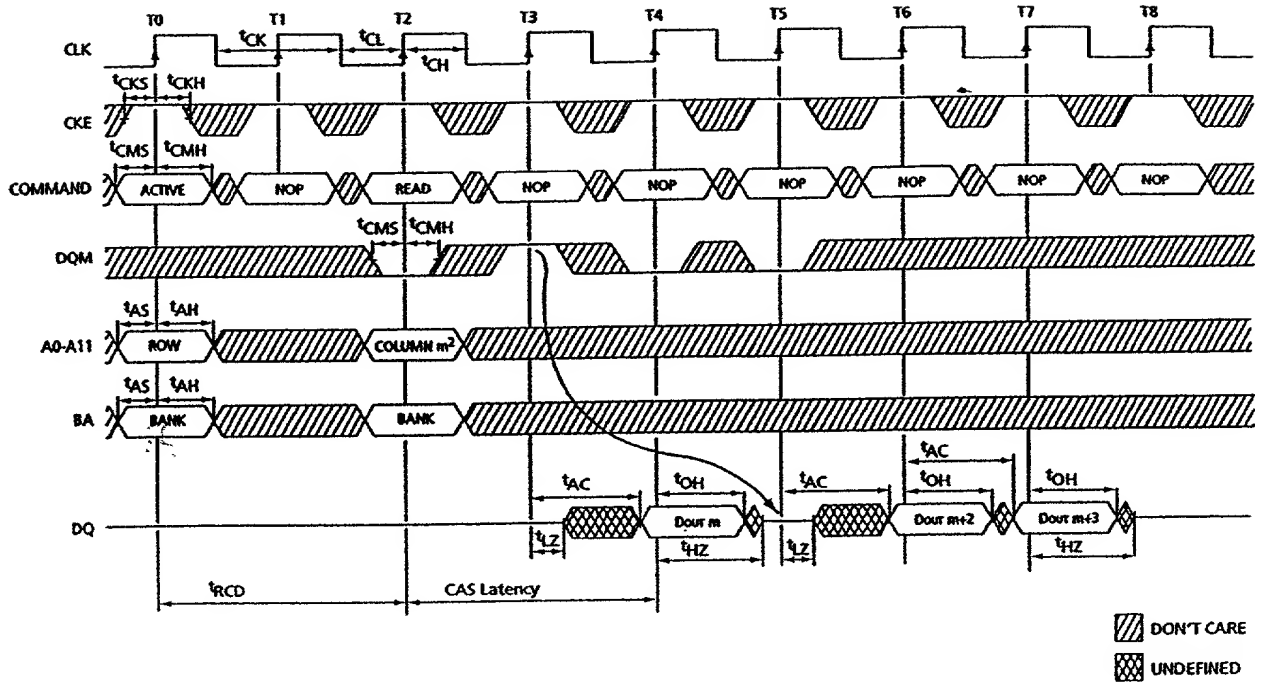 T0 T1 T2 T3 T4 T5 T6 T7 T8
CLK
tCK tCL
tCH
tCKS tCKH
CKE
tCMS tCMH
COMMAND ACTIVE NOP READ NOP NOP NOP NOP NOP NOP
tCMS tCMH
DQM
tAS tAH
A0-A11 ROW COLUMN m2
tAS tAH
BA BANK BANK
tAC
tAC tOH tAC tOH tOH
DQ DOUT m DOUT m+2 DOUT m+3
tLZ tHZ tLZ tHZ
tRCD CAS Latency
DON'T CARE
UNDEFINED